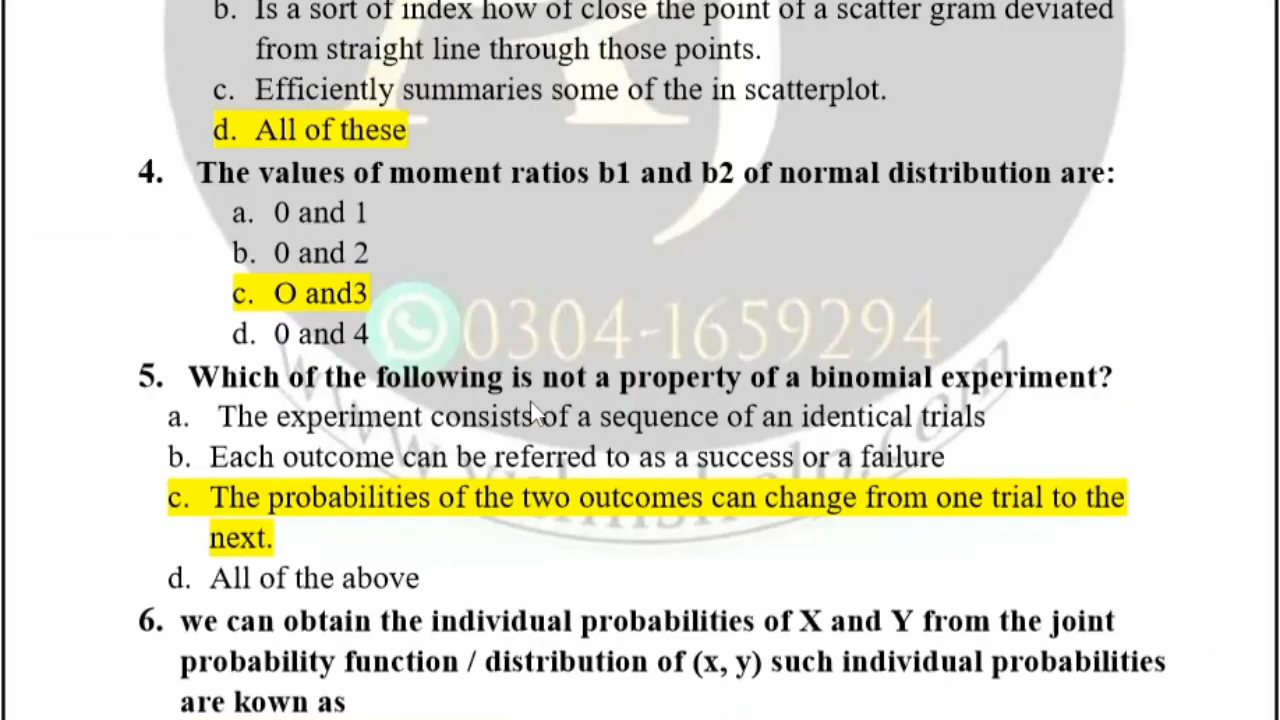 b. Is a sort of index how of close the point of a scatter gram deviated
from straight line through those points.
c. Efficiently summaries some of the in scatterplot.
d. All of these
4. The values of moment ratios b1 and b2 of normal distribution are:
a. 0 and 1
b. 0 and 2
c. O and3
d. 0 and 4
0304-1659294
5. Which of the following is not a property of a binomial experiment?
a. The experiment consists of a sequence of an identical trials
b. Each outcome can be referred to as a success or a failure
c. The probabilities of the two outcomes can change from one trial to the
next.
d. All of the above
6. we can obtain the individual probabilities of X and Y from the joint
probability function / distribution of (x, y) such individual probabilities
are kown as